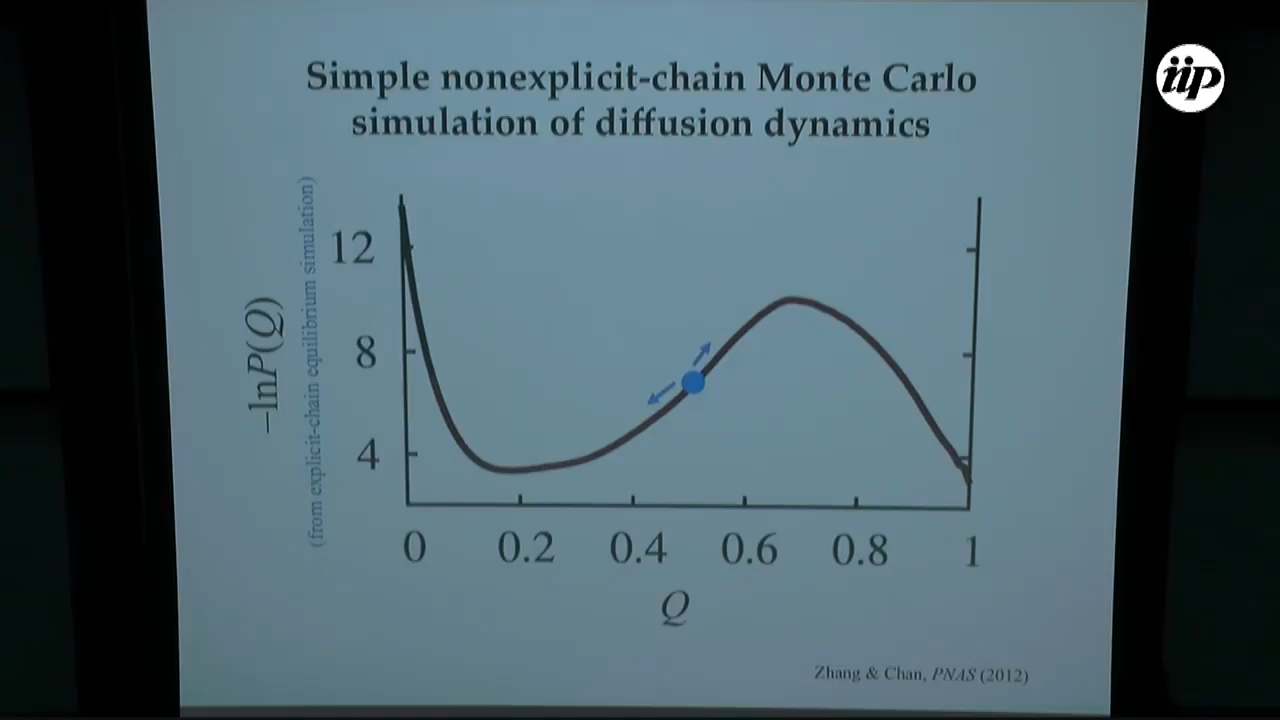 iip
Simple nonexplicit-chain Monte Carlo
simulation of diffusion dynamics
−lnP(Q)
(from explicit-chain equilibrium simulation)
12
8
4
0 0.2 0.4 0.6 0.8 1
Q
Zhang & Chan, PNAS (2012)